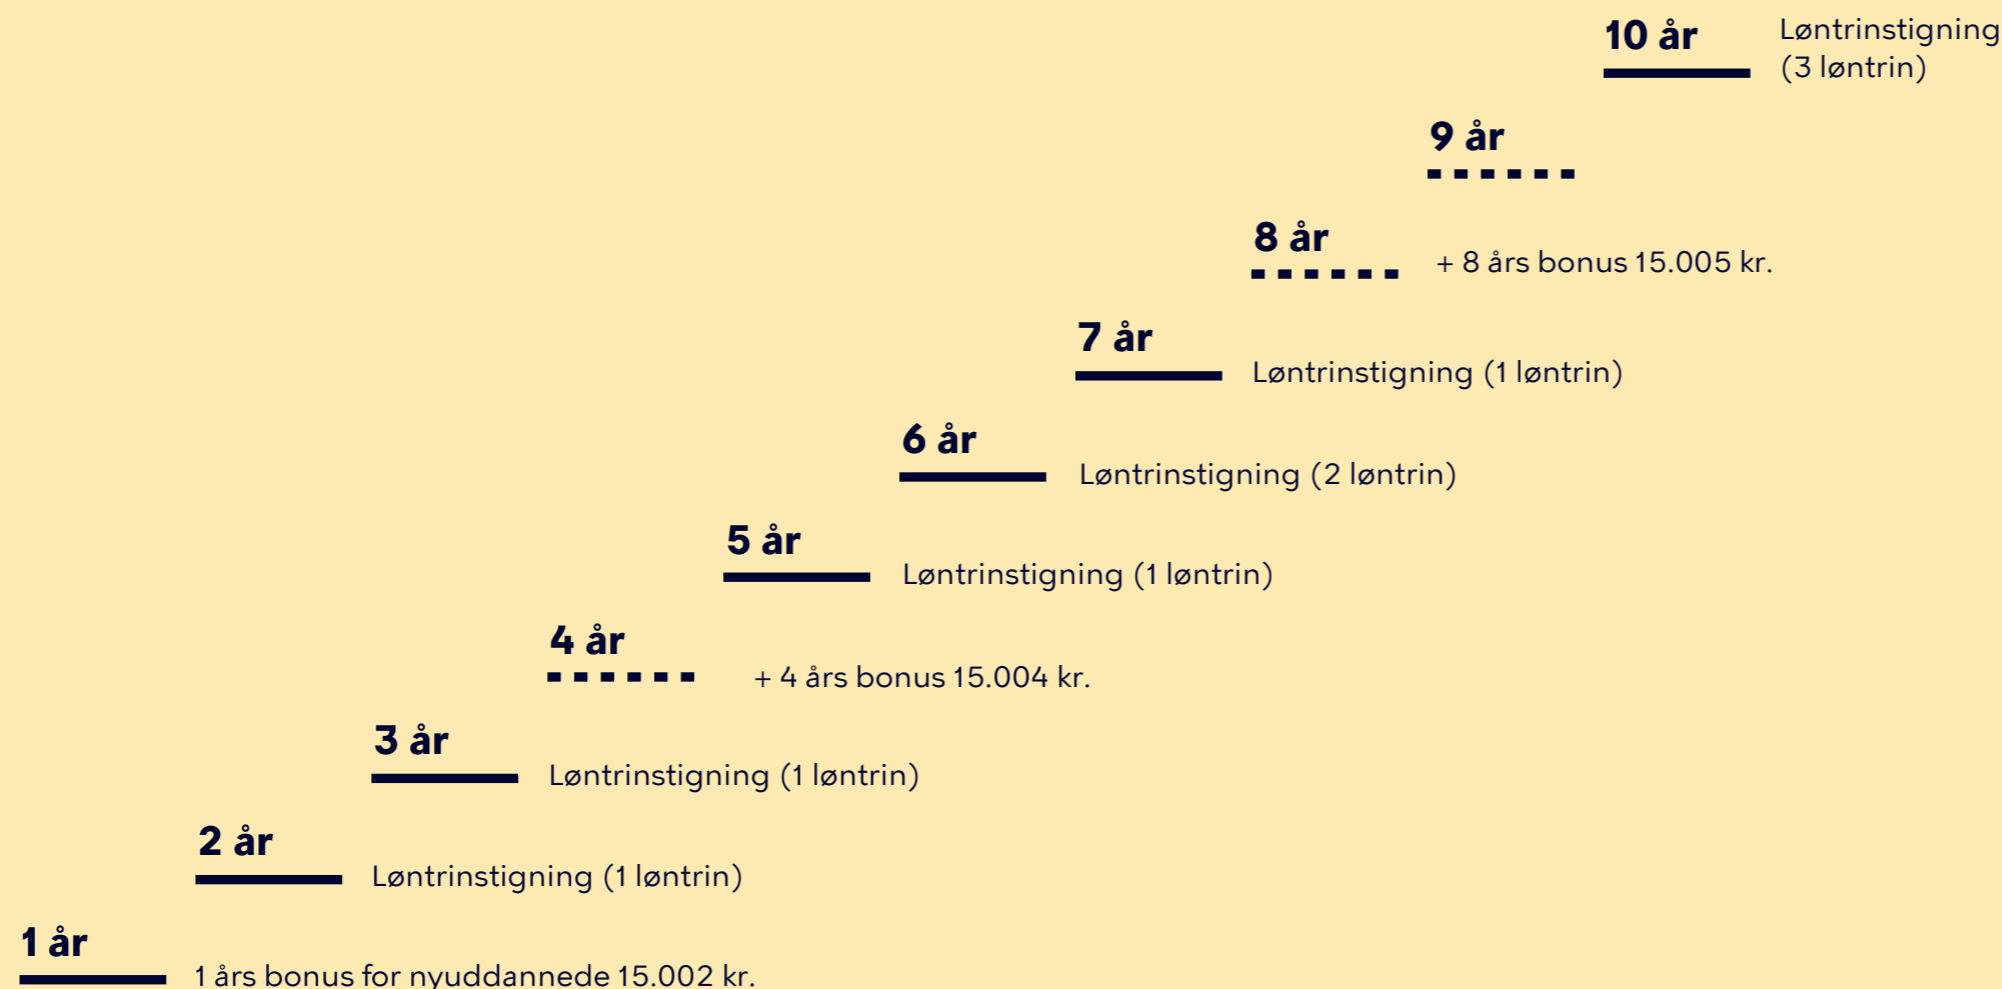 10 år
Løntrinstigning
(3 løntrin)
9 år
8 år
+ 8 års bonus 15.005 kr.
7 år
Løntrinstigning (1 løntrin)
6 år
Løntrinstigning (2 løntrin)
5 år
Løntrinstigning (1 løntrin)
4 år
+ 4 års bonus 15.004 kr.
3 år
Løntrinstigning (1 løntrin)
2 år
Løntrinstigning (1 løntrin)
1 år
1 års bonus for nyuddannede 15.002 kr.